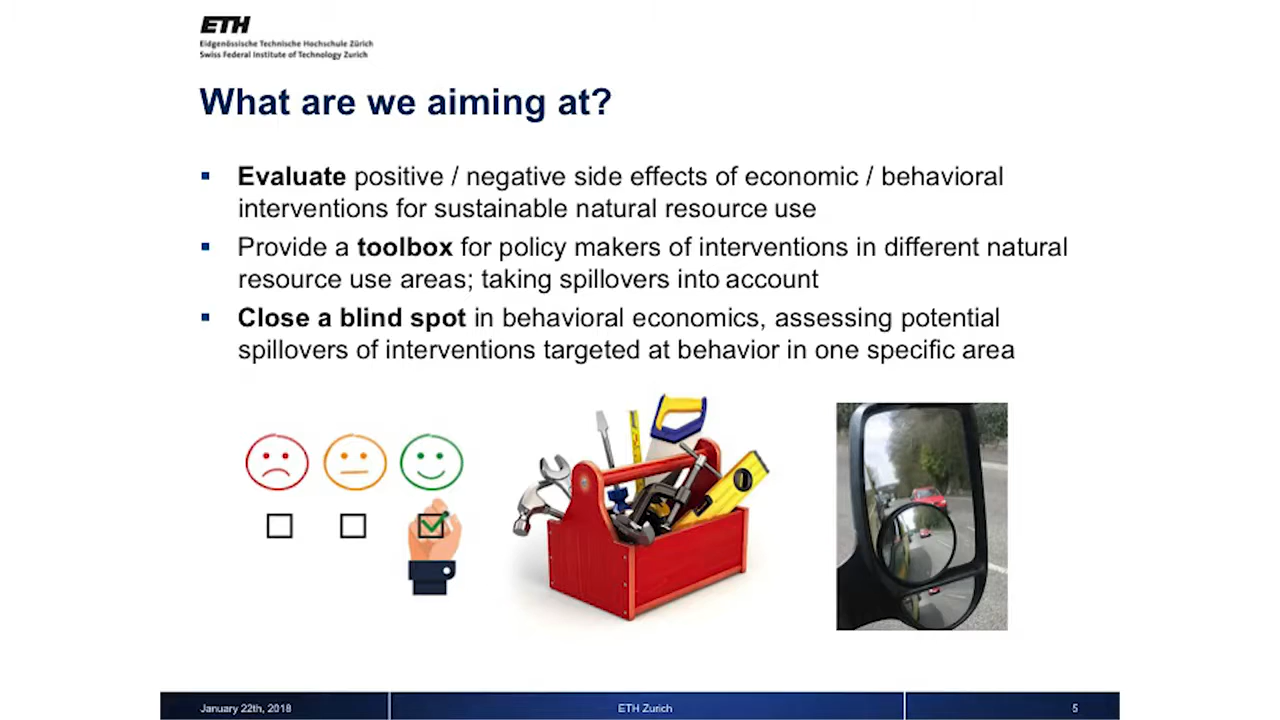 ETH
Eidgenössische Technische Hochschule Zürich
Swiss Federal Institute of Technology Zurich
What are we aiming at?
Evaluate positive / negative side effects of economic / behavioral
interventions for sustainable natural resource use
Provide a toolbox for policy makers of interventions in different natural
resource use areas; taking spillovers into account
Close a blind spot in behavioral economics, assessing potential
spillovers of interventions targeted at behavior in one specific area
January 22th, 2018
ETH Zurich
5